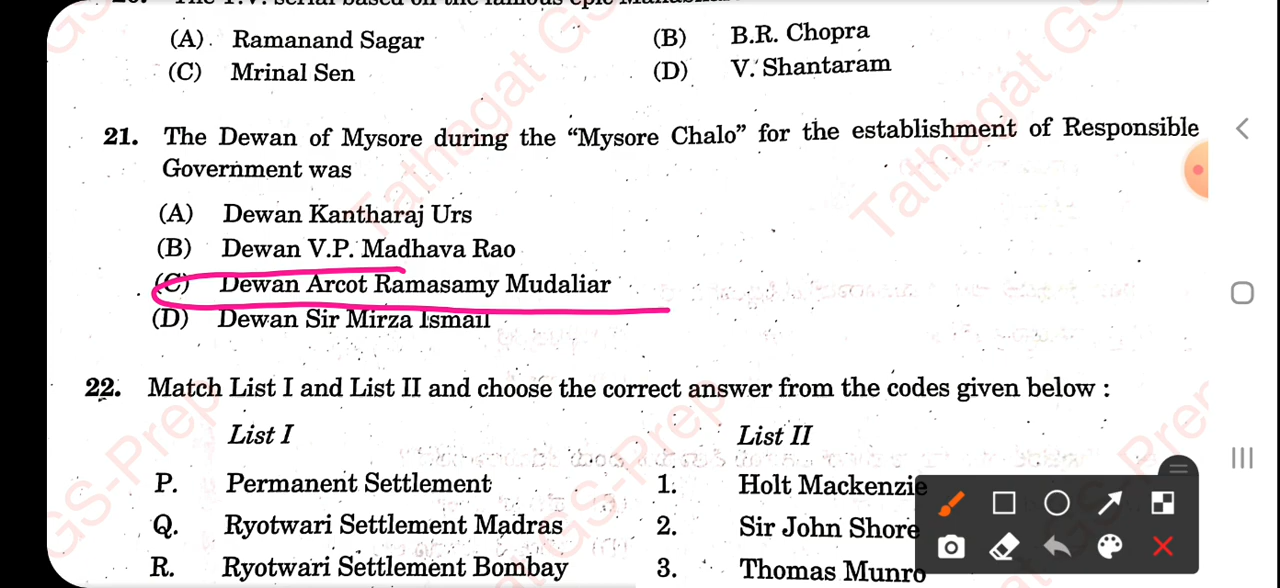 (A). Ramanand Sagar (B) B.R. Chopra
(C) Mrinal Sen (D) V. Shantaram
21. The Dewan of Mysore during the “Mysore Chalo” for the establishment of Responsible
Government was
(A) Dewan Kantharaj Urs
(B) Dewan V.P. Madhava Rao
(C) Dewan Arcot Ramasamy Mudaliar
(D) Dewan Sir Mirza Ismail
22. Match List I and List II and choose the correct answer from the codes given below :
List I List II
P. Permanent Settlement 1. Holt Mackenzie
Q. Ryotwari Settlement Madras 2. Sir John Shore
R. Ryotwari Settlement Bombay 3. Thomas Munro
Tathagat GS-Prep